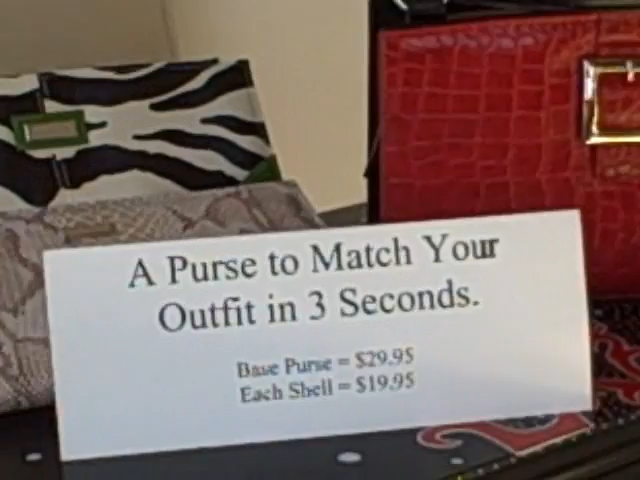 A Purse to Match Your
Outfit in 3 Seconds.
Base Purse = $29.95
Each Shell = $19.95